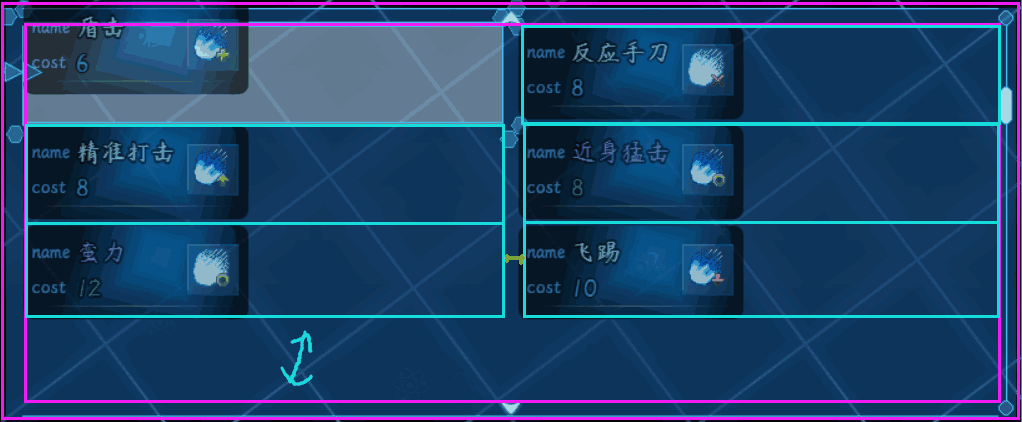 name 盾击
cost 6
name 反应手刀
cost 8
name 精准打击
cost 8
name 近身猛击
cost 8
name 蛮力
cost 12
name 飞踢
cost 10